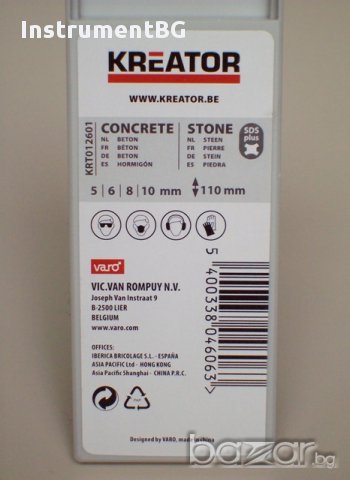 InstrumentBG
KREATOR
WWW.KREATOR.BE
KRT012601
CONCRETE
NL BETON
FR BÉTON
DE BETON
ES HORMIGÓN
STONE
NL STEEN
FR PIERRE
DE STEIN
ES PIEDRA
SDS
plus
5 | 6 | 8 | 10 mm
110 mm
varo
VIC.VAN ROMPUY N.V.
Joseph Van Instraat 9
B-2500 LIER
BELGIUM
www.varo.com
OFFICES:
IBERICA BRICOLAGE S.L. - ESPAÑA
ASIA PACIFIC Ltd - HONG KONG
Asia Pacific Shanghai - CHINA P.R.C.
5 400338 046063 >
PAP
Designed by VARO, made in china
bazar.bg